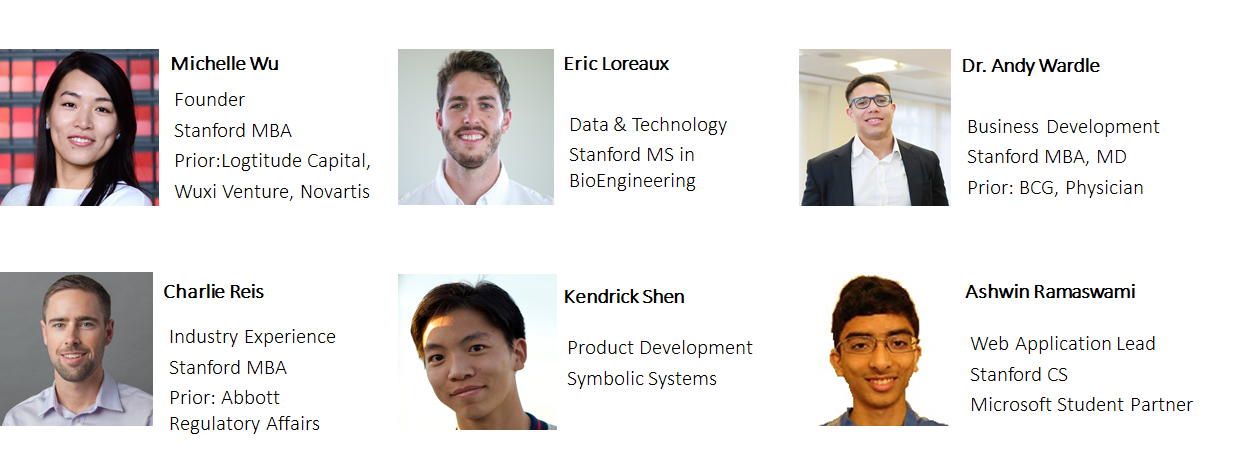 Michelle Wu
Founder
Stanford MBA
Prior:Logtitude Capital,
Wuxi Venture, Novartis
Eric Loreaux
Data & Technology
Stanford MS in
BioEngineering
Dr. Andy Wardle
Business Development
Stanford MBA, MD
Prior: BCG, Physician
Charlie Reis
Industry Experience
Stanford MBA
Prior: Abbott
Regulatory Affairs
Kendrick Shen
Product Development
Symbolic Systems
Ashwin Ramaswami
Web Application Lead
Stanford CS
Microsoft Student Partner